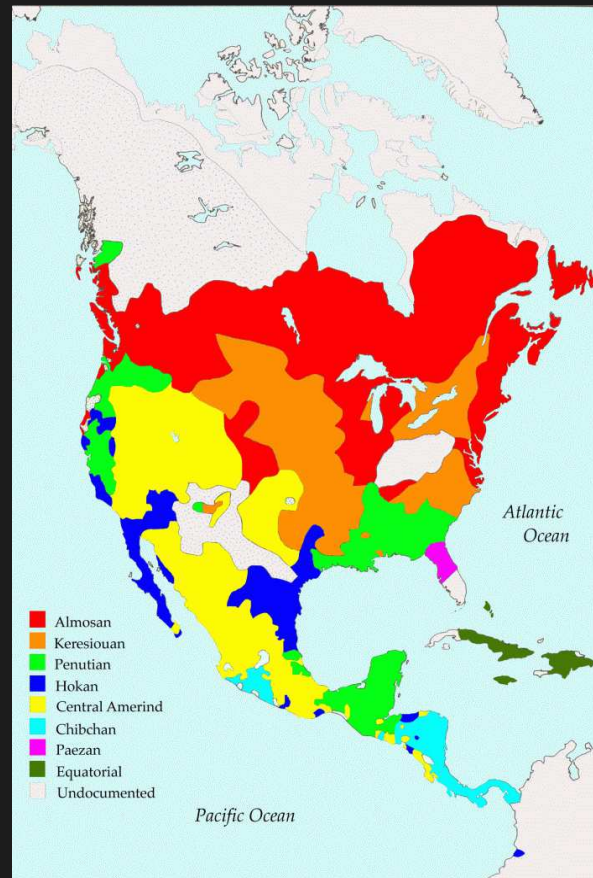 Atlantic
Ocean
Almosan
Keresiouan
Penutian
Hokan
Central Amerind
Chibchan
Paezan
Equatorial
Undocumented
Pacific Ocean